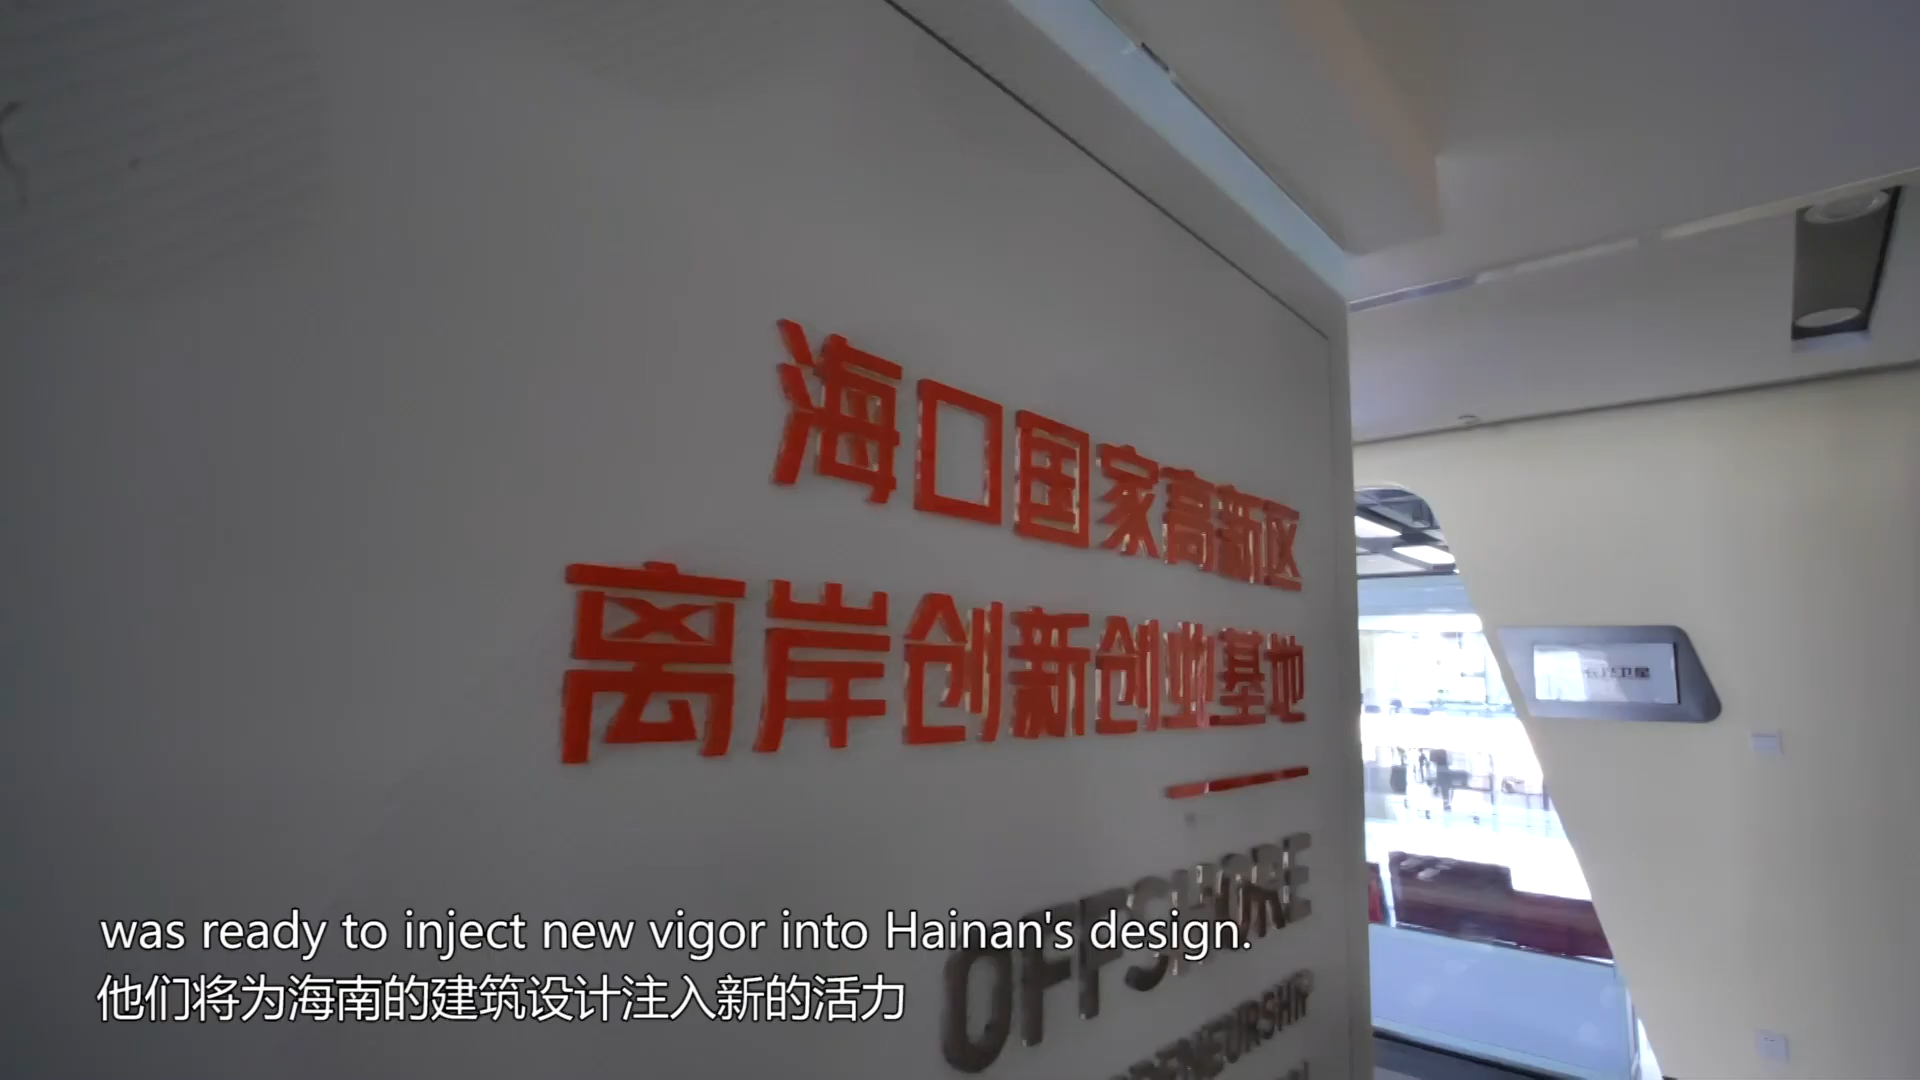 海口国家高新区
离岸创新创业基地
OFFSHORE
was ready to inject new vigor into Hainan's design.
他们将为海南的建筑设计注入新的活力